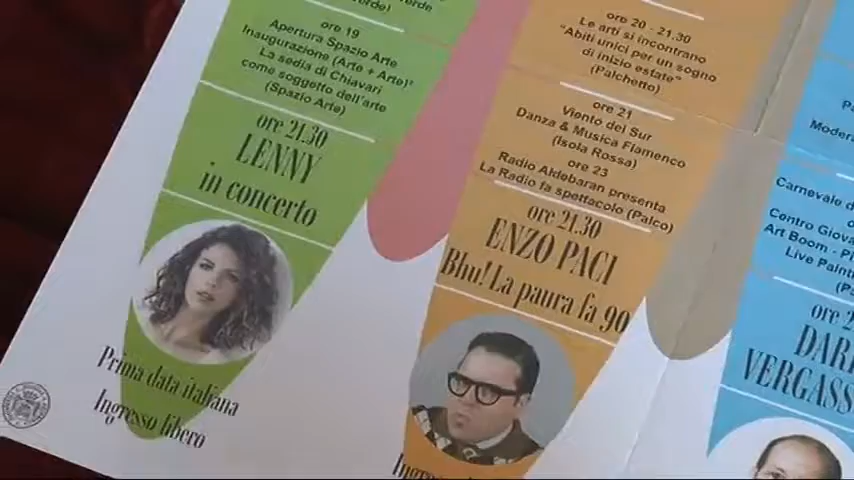 Verde)
ore 19
Apertura Spazio Arte
Inaugurazione (Arte + Arte)"
La sedia di Chiavari
come soggetto dell'arte
(Spazio Arte)
ore 21.30
LENNY
in concerto
Prima data italiana
Ingresso libero
ore 20 - 21.30
Le arti si incontrano
"Abiti unici per un sogno
di inizio estate"
(Palchetto)
ore 21
Viento del Sur
Danza & Musica Flamenco
(Isola Rossa)
ore 23
Radio Aldebaran presenta
La Radio fa spettacolo (Palco)
ore 21.30
ENZO PACI
Bhu! La paura fa 90
Carnevale
Centro
Art Boom
Live
ore
VERGASS